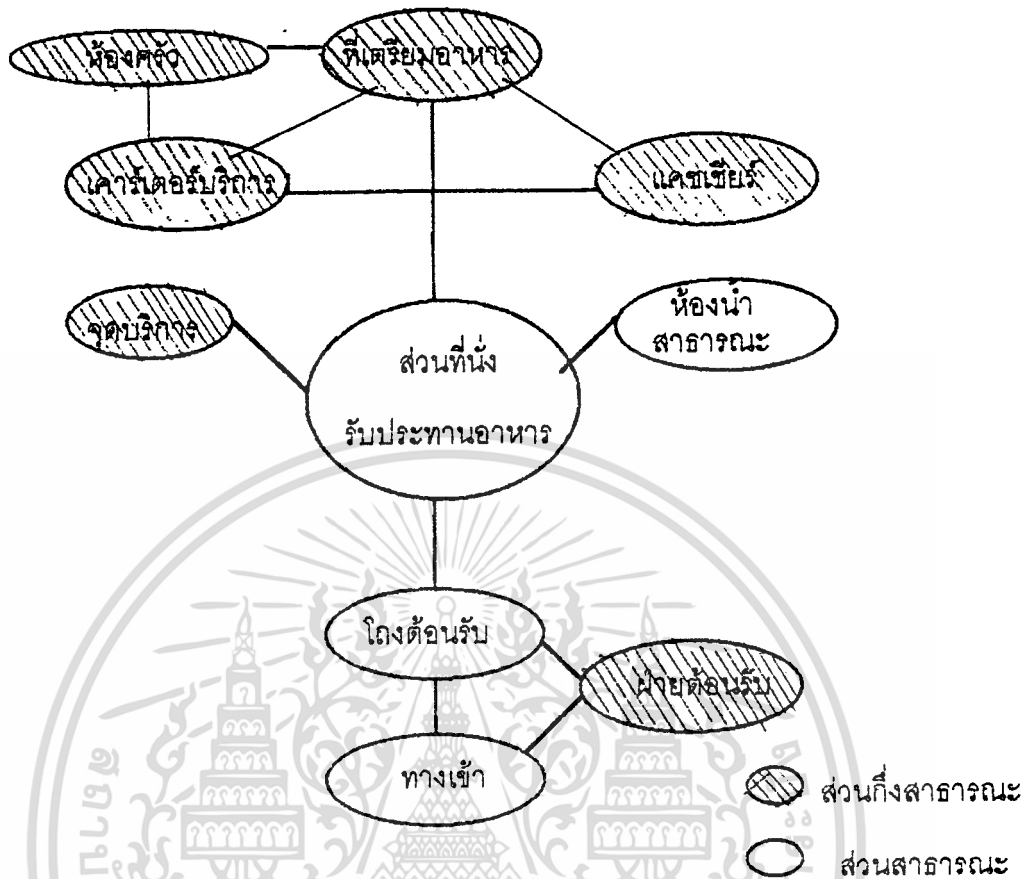 ห้องครัว
ที่เตรียมอาหาร
เคาร์เตอร์บริการ
แคชเชียร์
จุดบริการ
ห้องน้ำ
สาธารณะ
ส่วนที่นั่ง
รับประทานอาหาร
โถงต้อนรับ
ฝ่ายต้อนรับ
ทางเข้า
ส่วนกึ่งสาธารณะ
ส่วนสาธารณะ